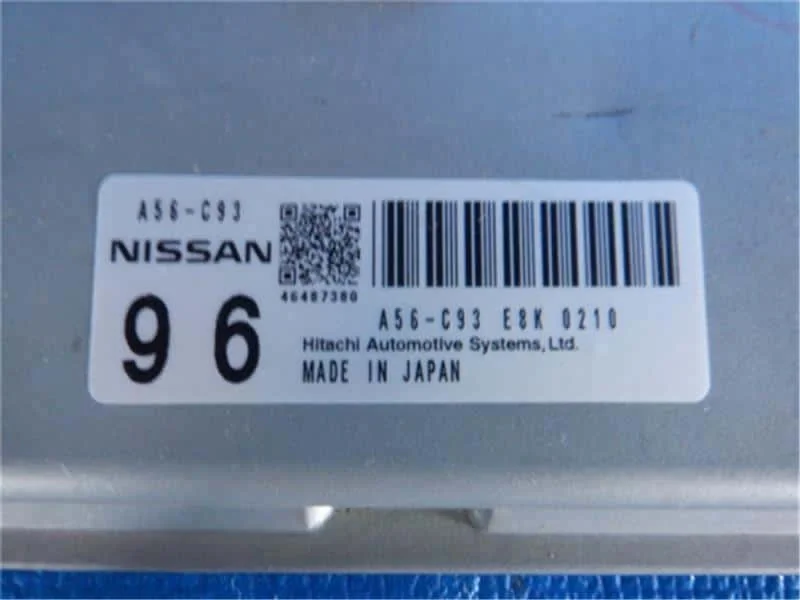 A56-C93
NISSAN
96
46487380
A56-C93 E8K 0210
Hitachi Automotive Systems,Ltd.
MADE IN JAPAN